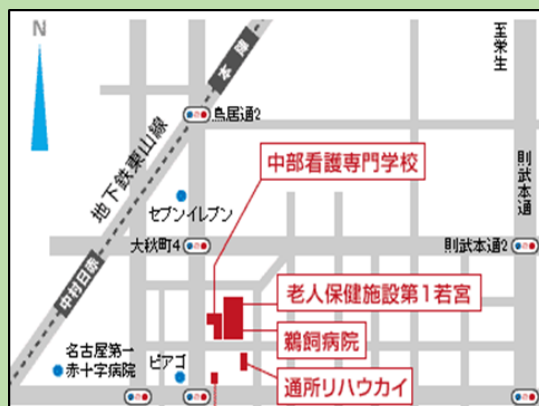 N
本陣
至栄生
鳥居通2
地下鉄東山線
中部看護専門学校
則武本通
セブンイレブン
大秋町4
則武本通2
中村日赤
老人保健施設第1若宮
鵜飼病院
名古屋第一
赤十字病院
ピアゴ
通所リハウカイ